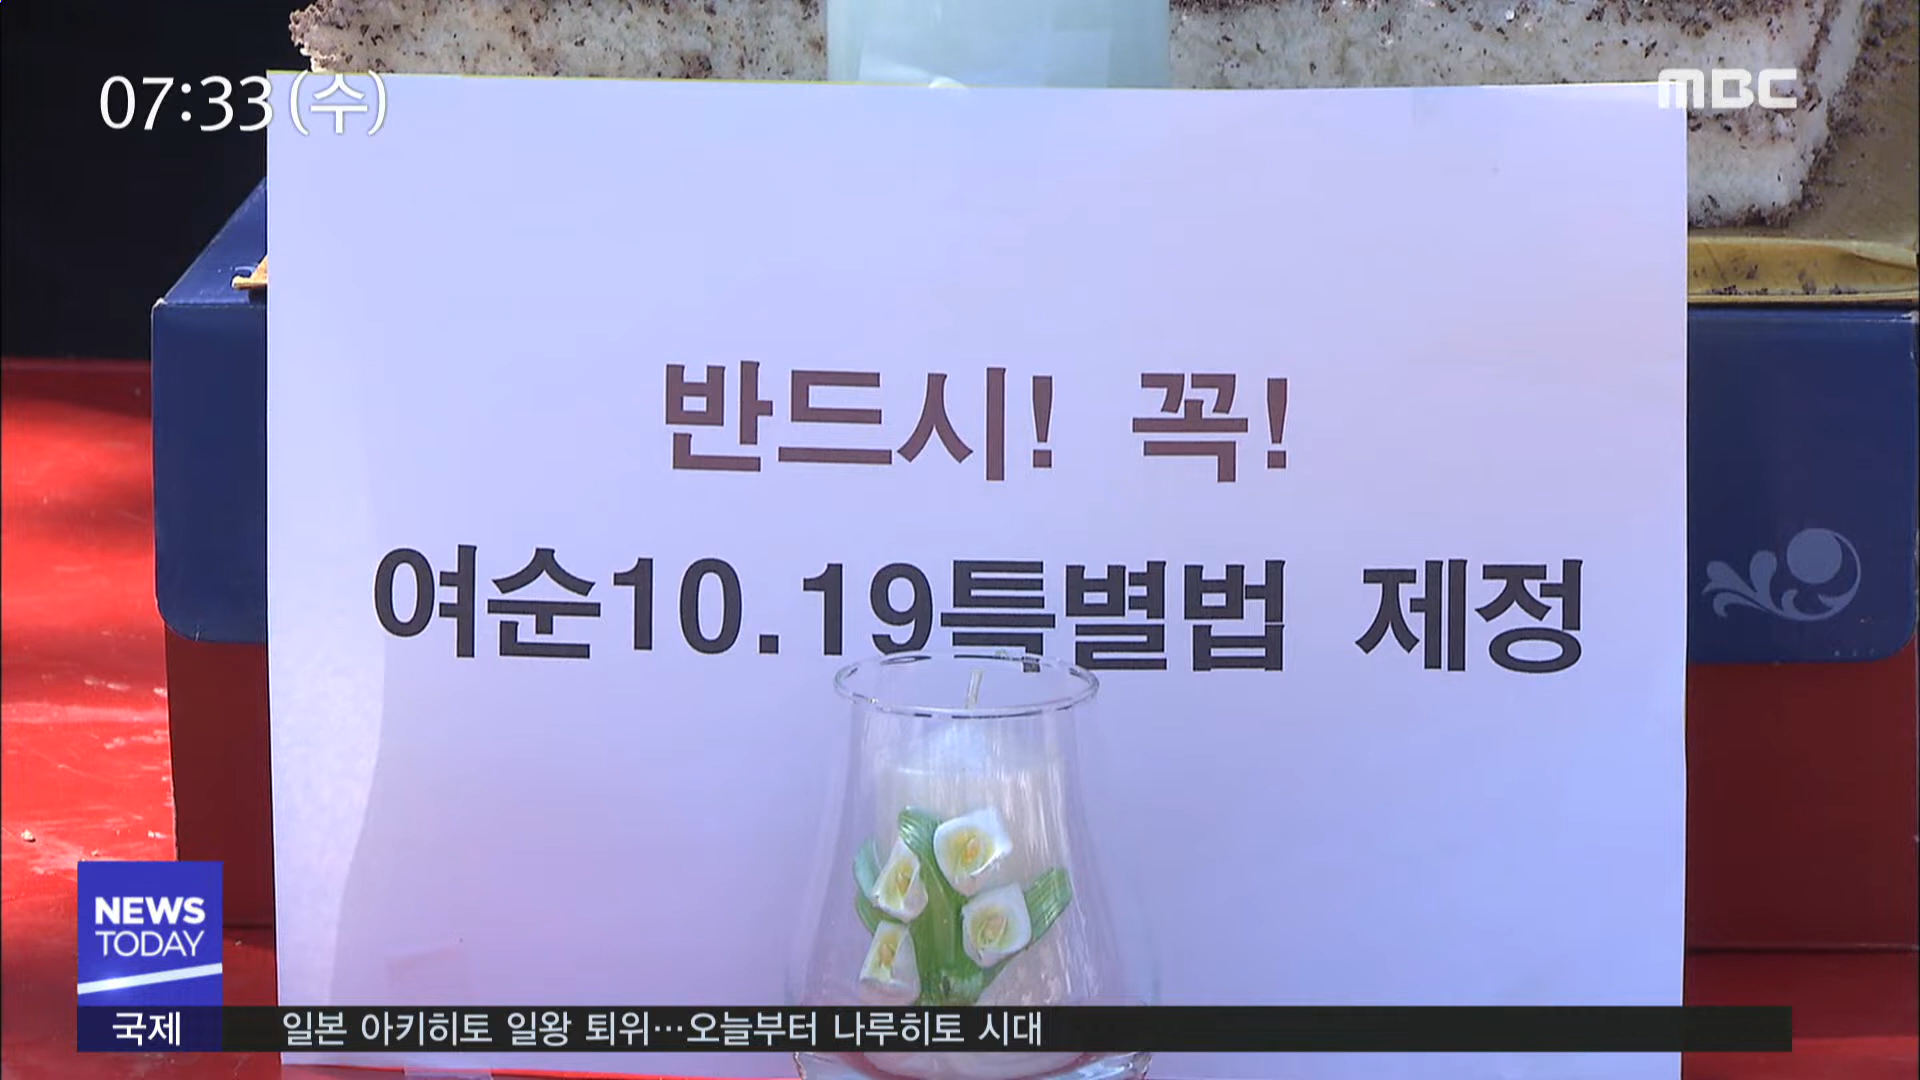 07:33 (수)
MBC
반드시! 꼭!
여순10.19특별법 제정
NEWS
TODAY
국제 일본 아키히토 일왕 퇴위…오늘부터 나루히토 시대